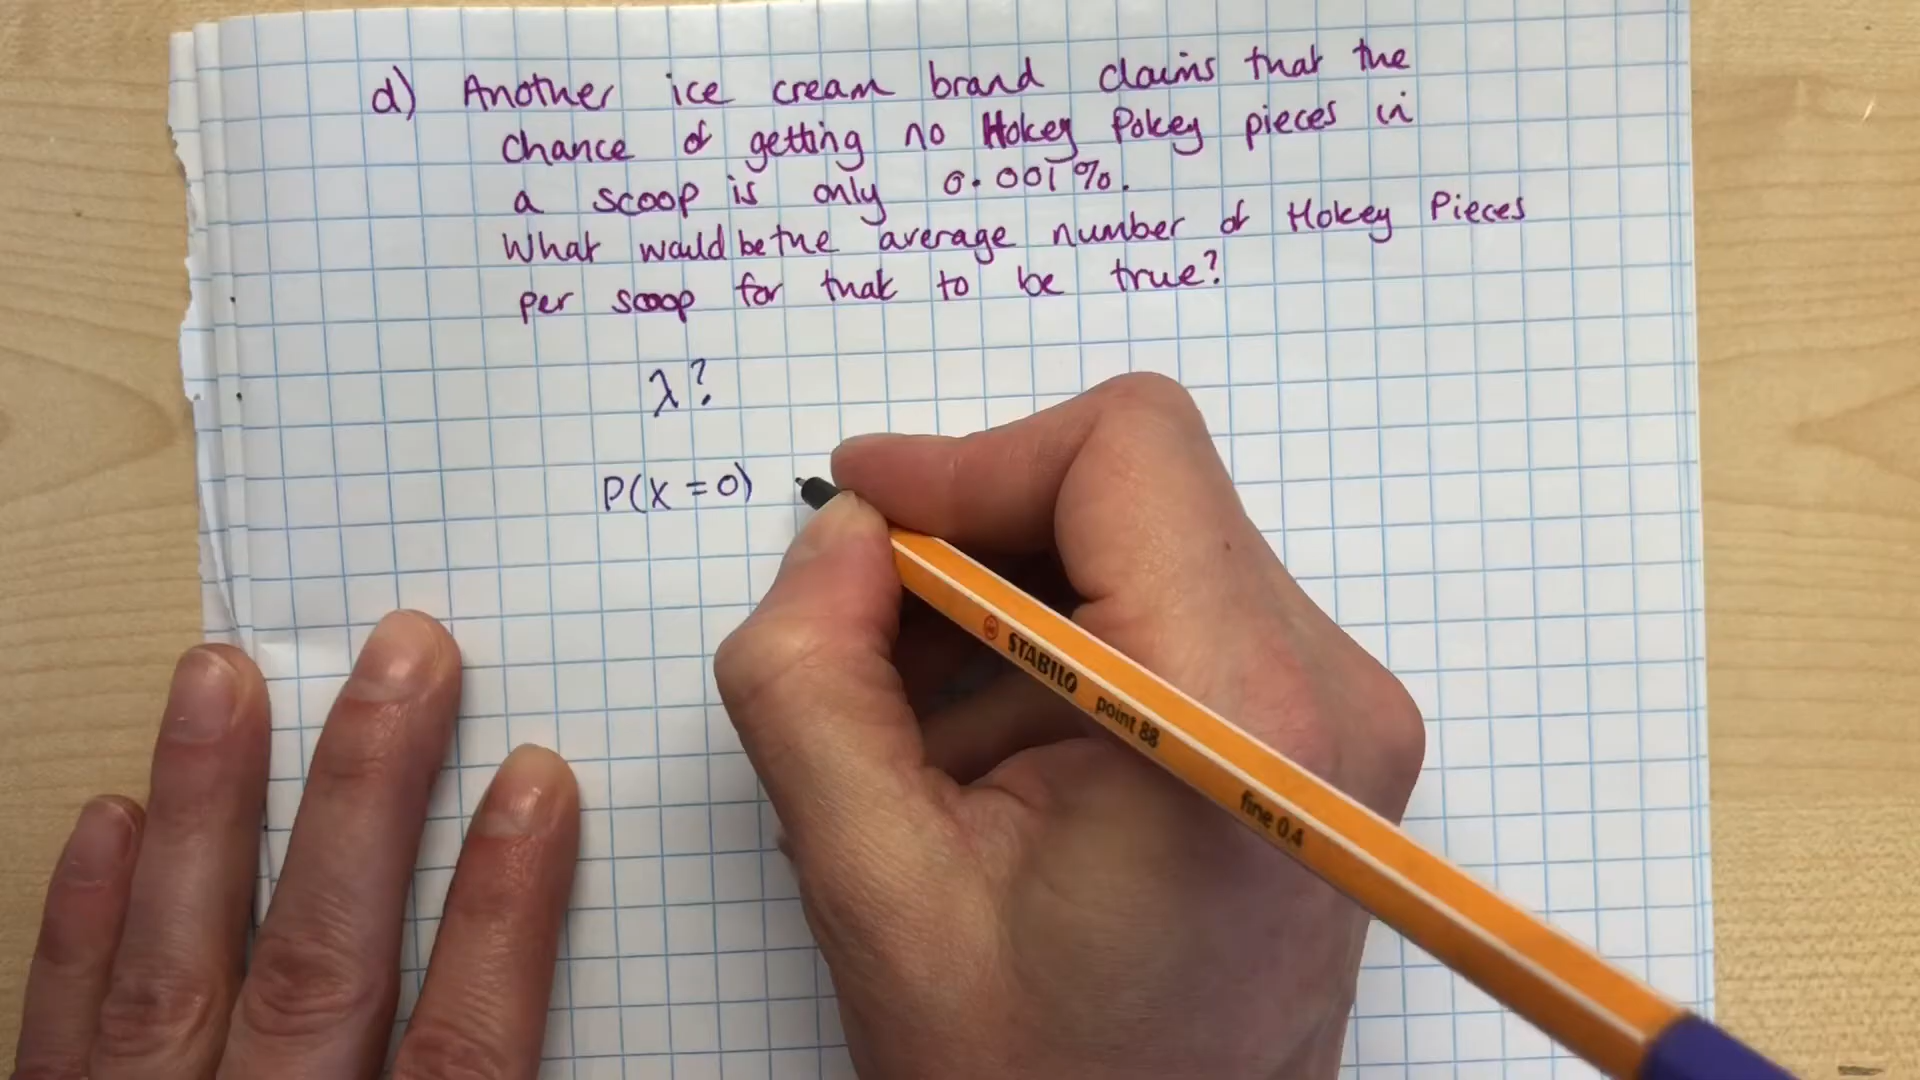 d) Another ice cream brand claims that the
chance of getting no Hokey Pokey pieces in
a scoop is only 0.001%.
What would be the average number of Hokey Pieces
per scoop for that to be true?
λ?
P(X = 0)
STABILO point 88 fine 0,4